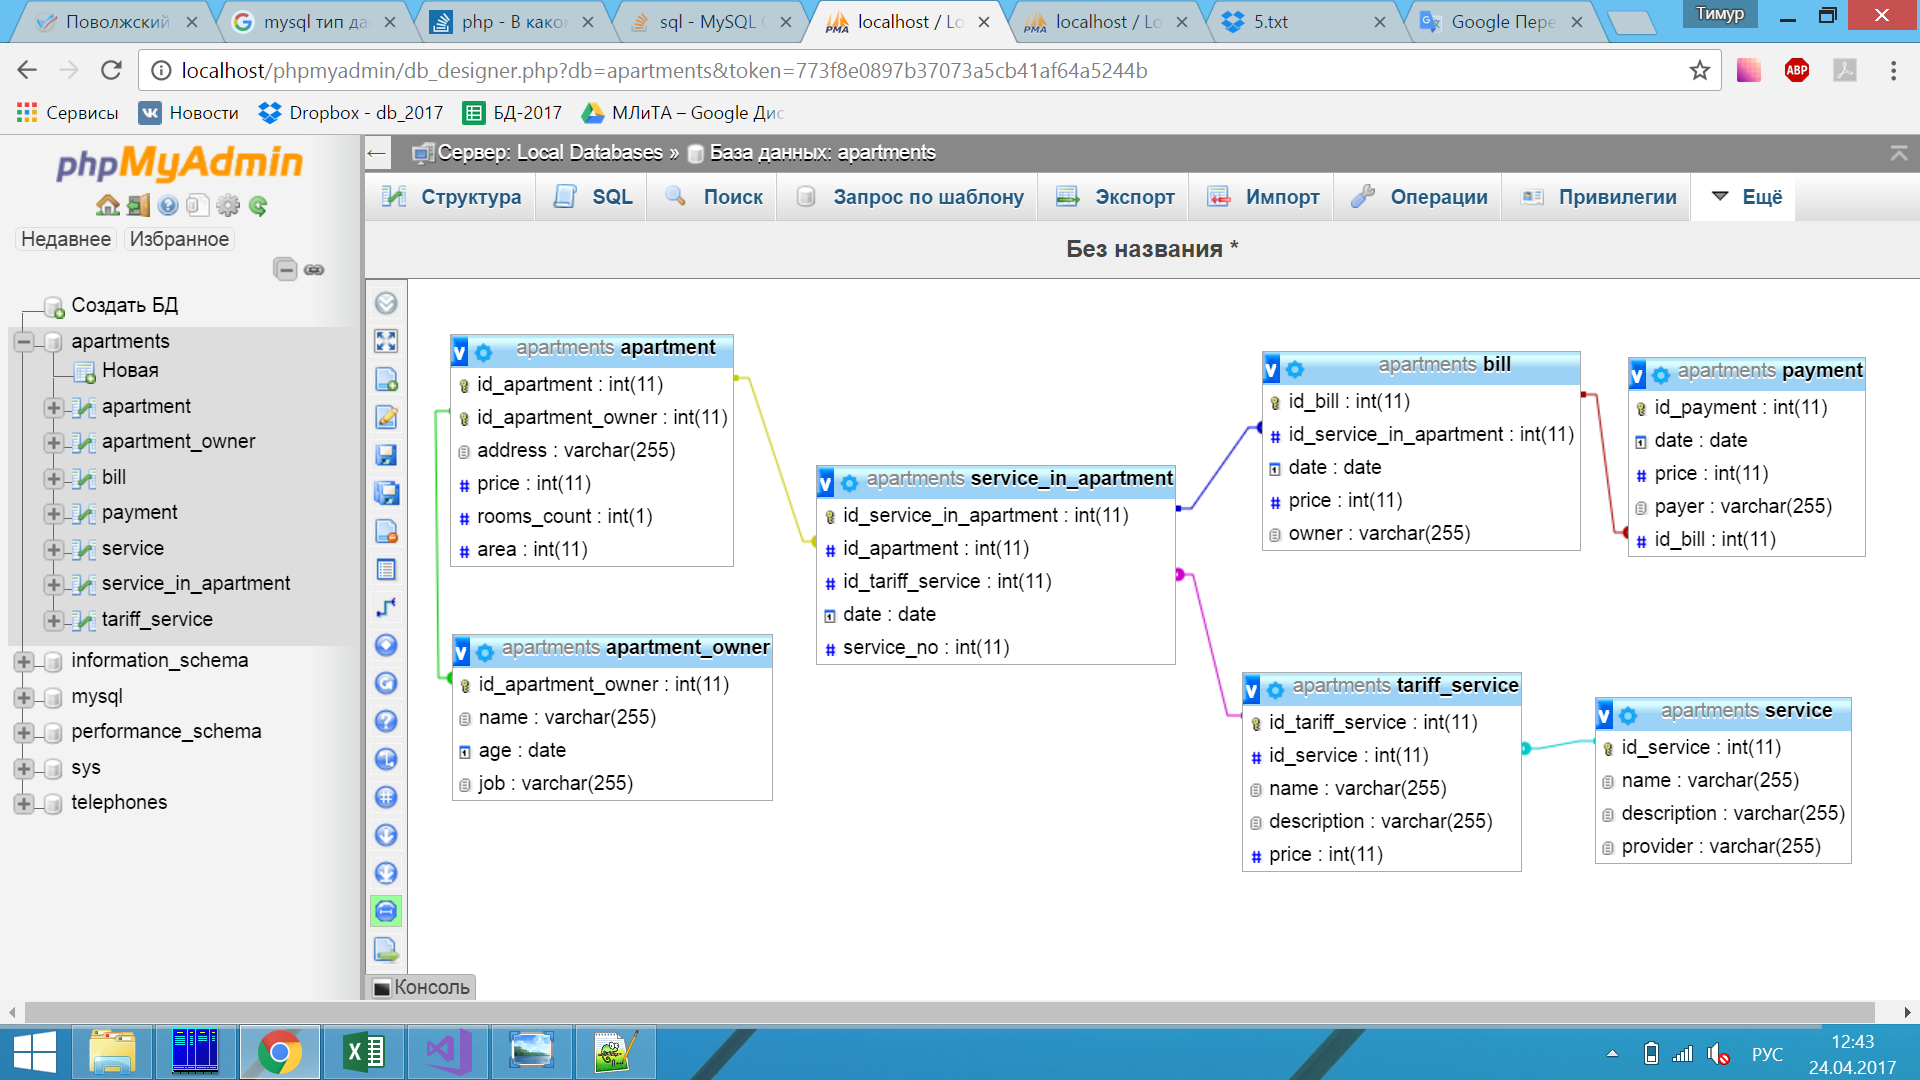 Поволжский
mysql тип да
php - В како
sql - MySQL
localhost / Lo
localhost / Lo
5.txt
Google Пере
Тимур
localhost/phpmyadmin/db_designer.php?db=apartments&token=773f8e0897b37073a5cb41af64a5244b
ABP
Сервисы
Новости
Dropbox - db_2017
БД-2017
МЛиТА – Google Дис
phpMyAdmin
Недавнее
Избранное
Создать БД
apartments
Новая
apartment
apartment_owner
bill
payment
service
service_in_apartment
tariff_service
information_schema
mysql
performance_schema
sys
telephones
Сервер: Local Databases » База данных: apartments
Структура
SQL
Поиск
Запрос по шаблону
Экспорт
Импорт
Операции
Привилегии
Ещё
Без названия *
v apartments apartment
id_apartment : int(11)
id_apartment_owner : int(11)
address : varchar(255)
price : int(11)
rooms_count : int(1)
area : int(11)
v apartments apartment_owner
id_apartment_owner : int(11)
name : varchar(255)
age : date
job : varchar(255)
v apartments service_in_apartment
id_service_in_apartment : int(11)
id_apartment : int(11)
id_tariff_service : int(11)
date : date
service_no : int(11)
v apartments bill
id_bill : int(11)
id_service_in_apartment : int(11)
date : date
price : int(11)
owner : varchar(255)
v apartments payment
id_payment : int(11)
date : date
price : int(11)
payer : varchar(255)
id_bill : int(11)
v apartments tariff_service
id_tariff_service : int(11)
id_service : int(11)
name : varchar(255)
description : varchar(255)
price : int(11)
v apartments service
id_service : int(11)
name : varchar(255)
description : varchar(255)
provider : varchar(255)
Консоль
РУС
12:43
24.04.2017